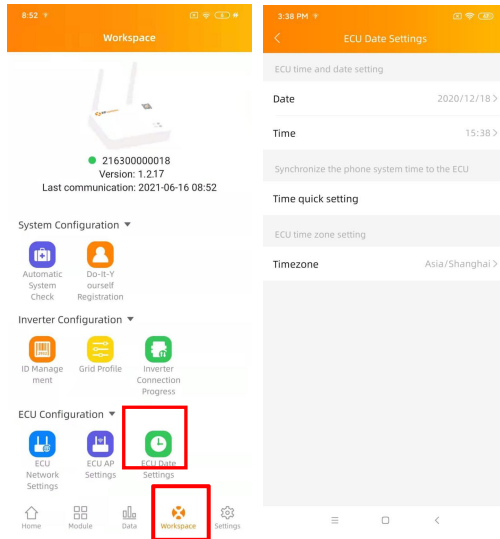 8:52
Workspace
216300000018
Version: 1.2.17
Last communication: 2021-06-16 08:52
System Configuration
Automatic
System
Check
Do-It-Y
ourself
Registration
Inverter Configuration
ID Manage
ment
Grid Profile
Inverter
Connection
Progress
ECU Configuration
ECU
Network
Settings
ECU AP
Settings
ECU Date
Settings
Home
Module
Data
Workspace
Settings
3:38 PM
ECU Date Settings
ECU time and date setting
Date 2020/12/18
Time 15:38
Synchronize the phone system time to the ECU
Time quick setting
ECU time zone setting
Timezone Asia/Shanghai